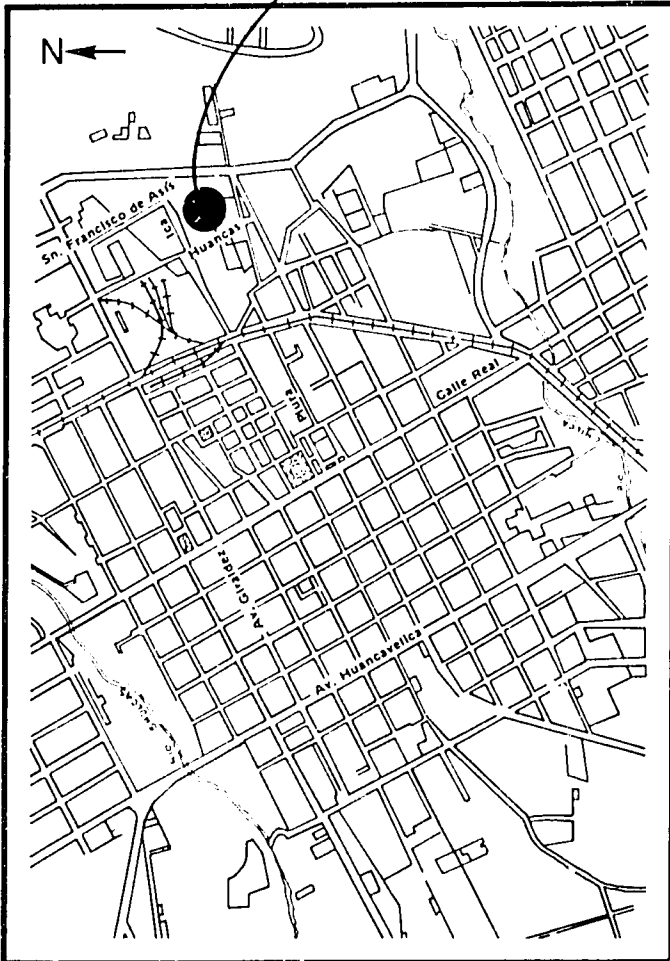 N
Sn. Francisco de Asís
Ica
Huancas
Piura
Calle Real
Av. Giraldez
Av. Huancavelica